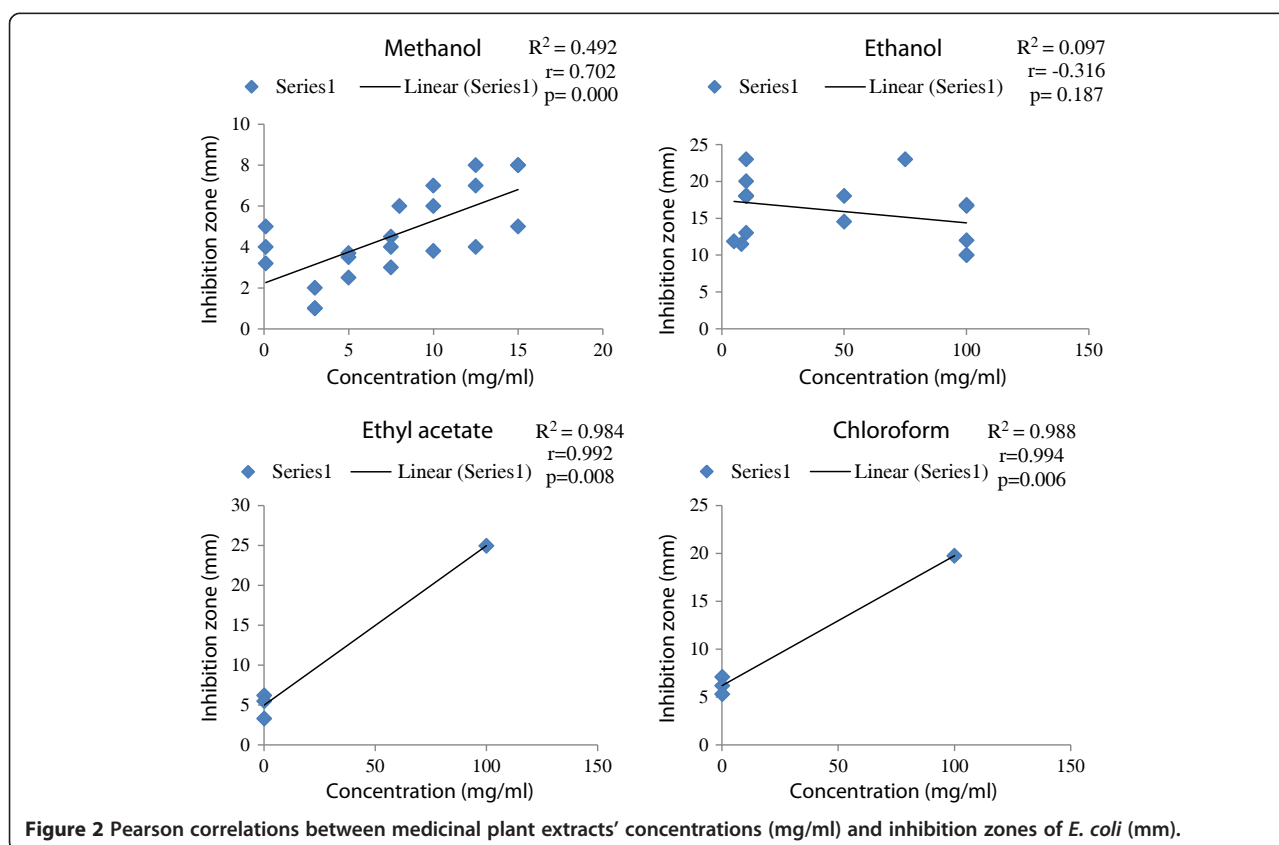 Methanol
R² = 0.492
r= 0.702
p= 0.000
Series1
Linear (Series1)
Inhibition zone (mm)
10
8
6
4
2
0
0 5 10 15 20
Concentration (mg/ml)
Ethanol
R² = 0.097
r= -0.316
p= 0.187
Series1
Linear (Series1)
Inhibition zone (mm)
25
20
15
10
5
0
0 50 100 150
Concentration (mg/ml)
Ethyl acetate
R² = 0.984
r=0.992
p=0.008
Series1
Linear (Series1)
Inhibition zone (mm)
30
25
20
15
10
5
0
0 50 100 150
Concentration (mg/ml)
Chloroform
R² = 0.988
r=0.994
p=0.006
Series1
Linear (Series1)
Inhibition zone (mm)
25
20
15
10
5
0
0 50 100 150
Concentration (mg/ml)
Figure 2 Pearson correlations between medicinal plant extracts’ concentrations (mg/ml) and inhibition zones of E. coli (mm).